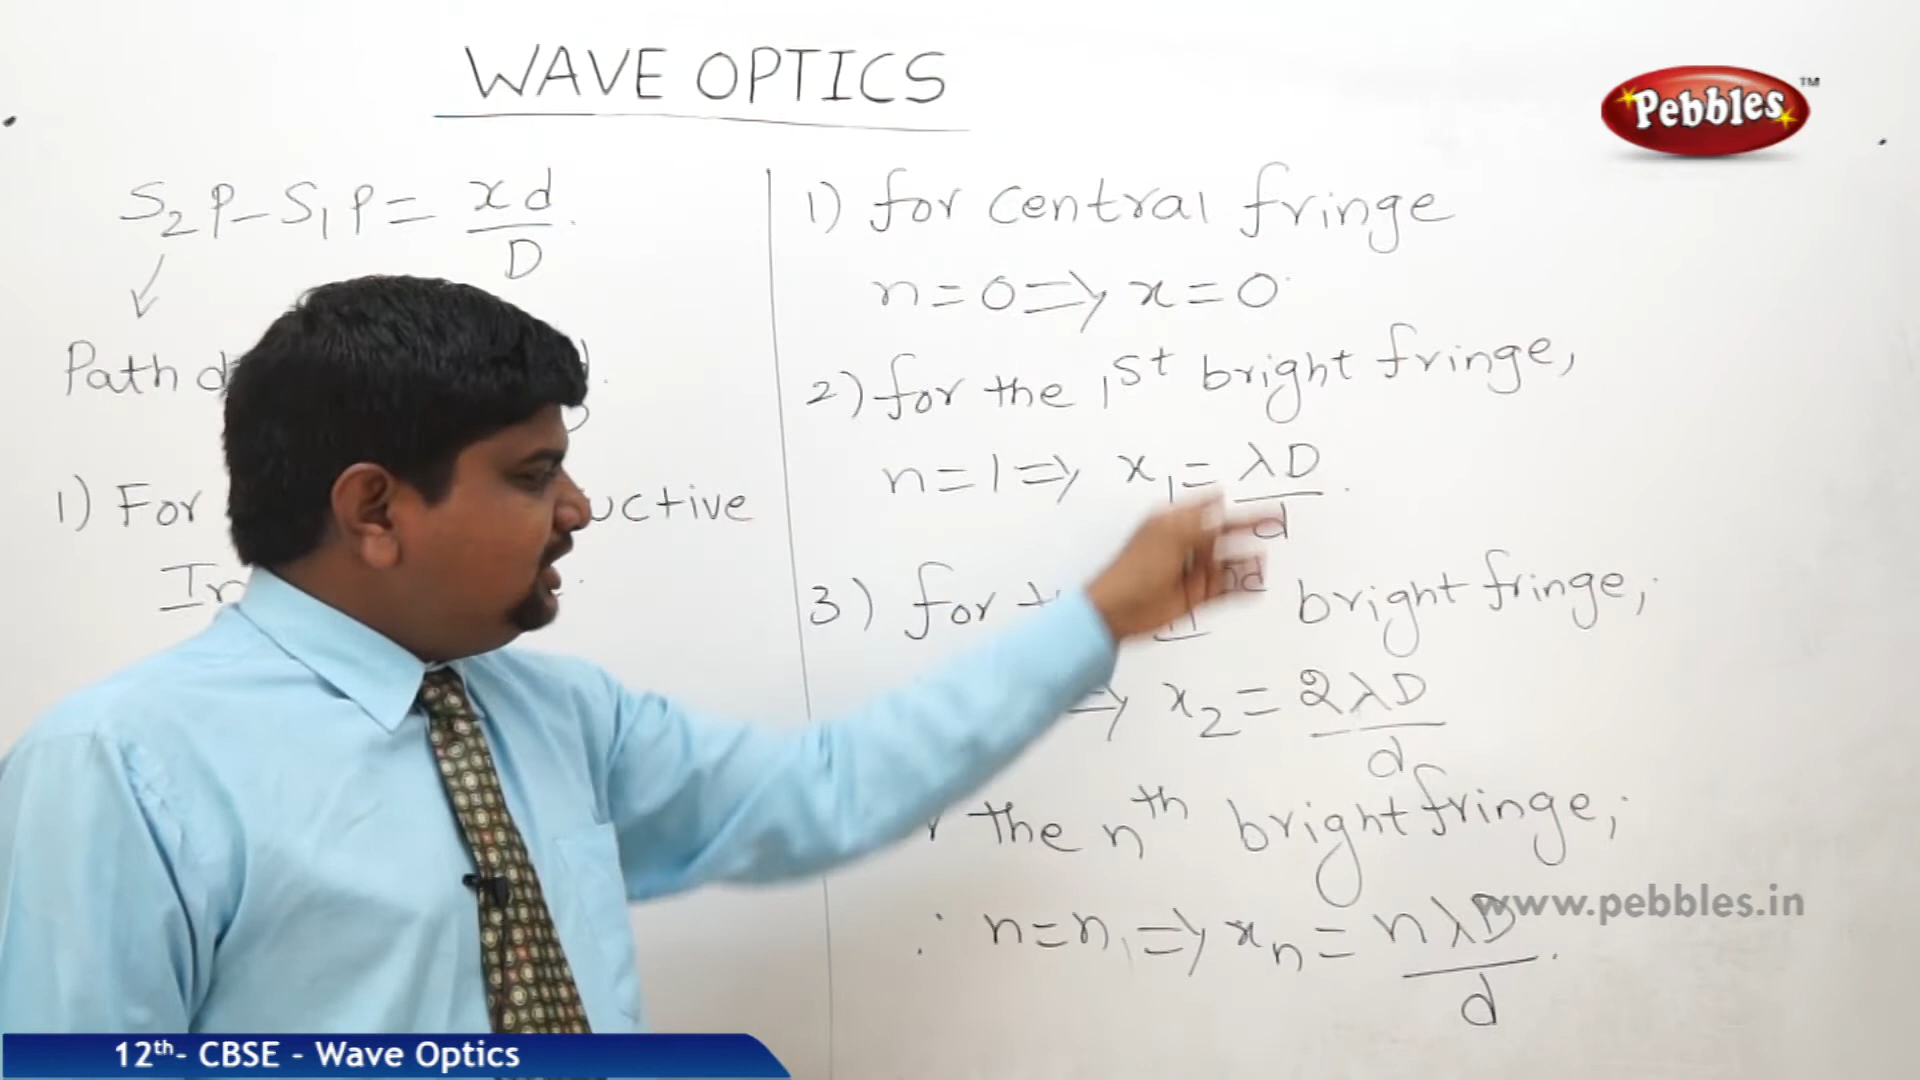 WAVE OPTICS
Pebbles™
S₂P - S₁P = xd/D
Path
1) For uctive
1) for central fringe
n = 0 => x = 0
2) for the 1st bright fringe,
n = 1 => x₁ = λD/d
3) for bright fringe,
=> x₂ = 2λD/d
the nth bright fringe;
∴ n = n, => xₙ = nλD/d
www.pebbles.in
12th- CBSE - Wave Optics